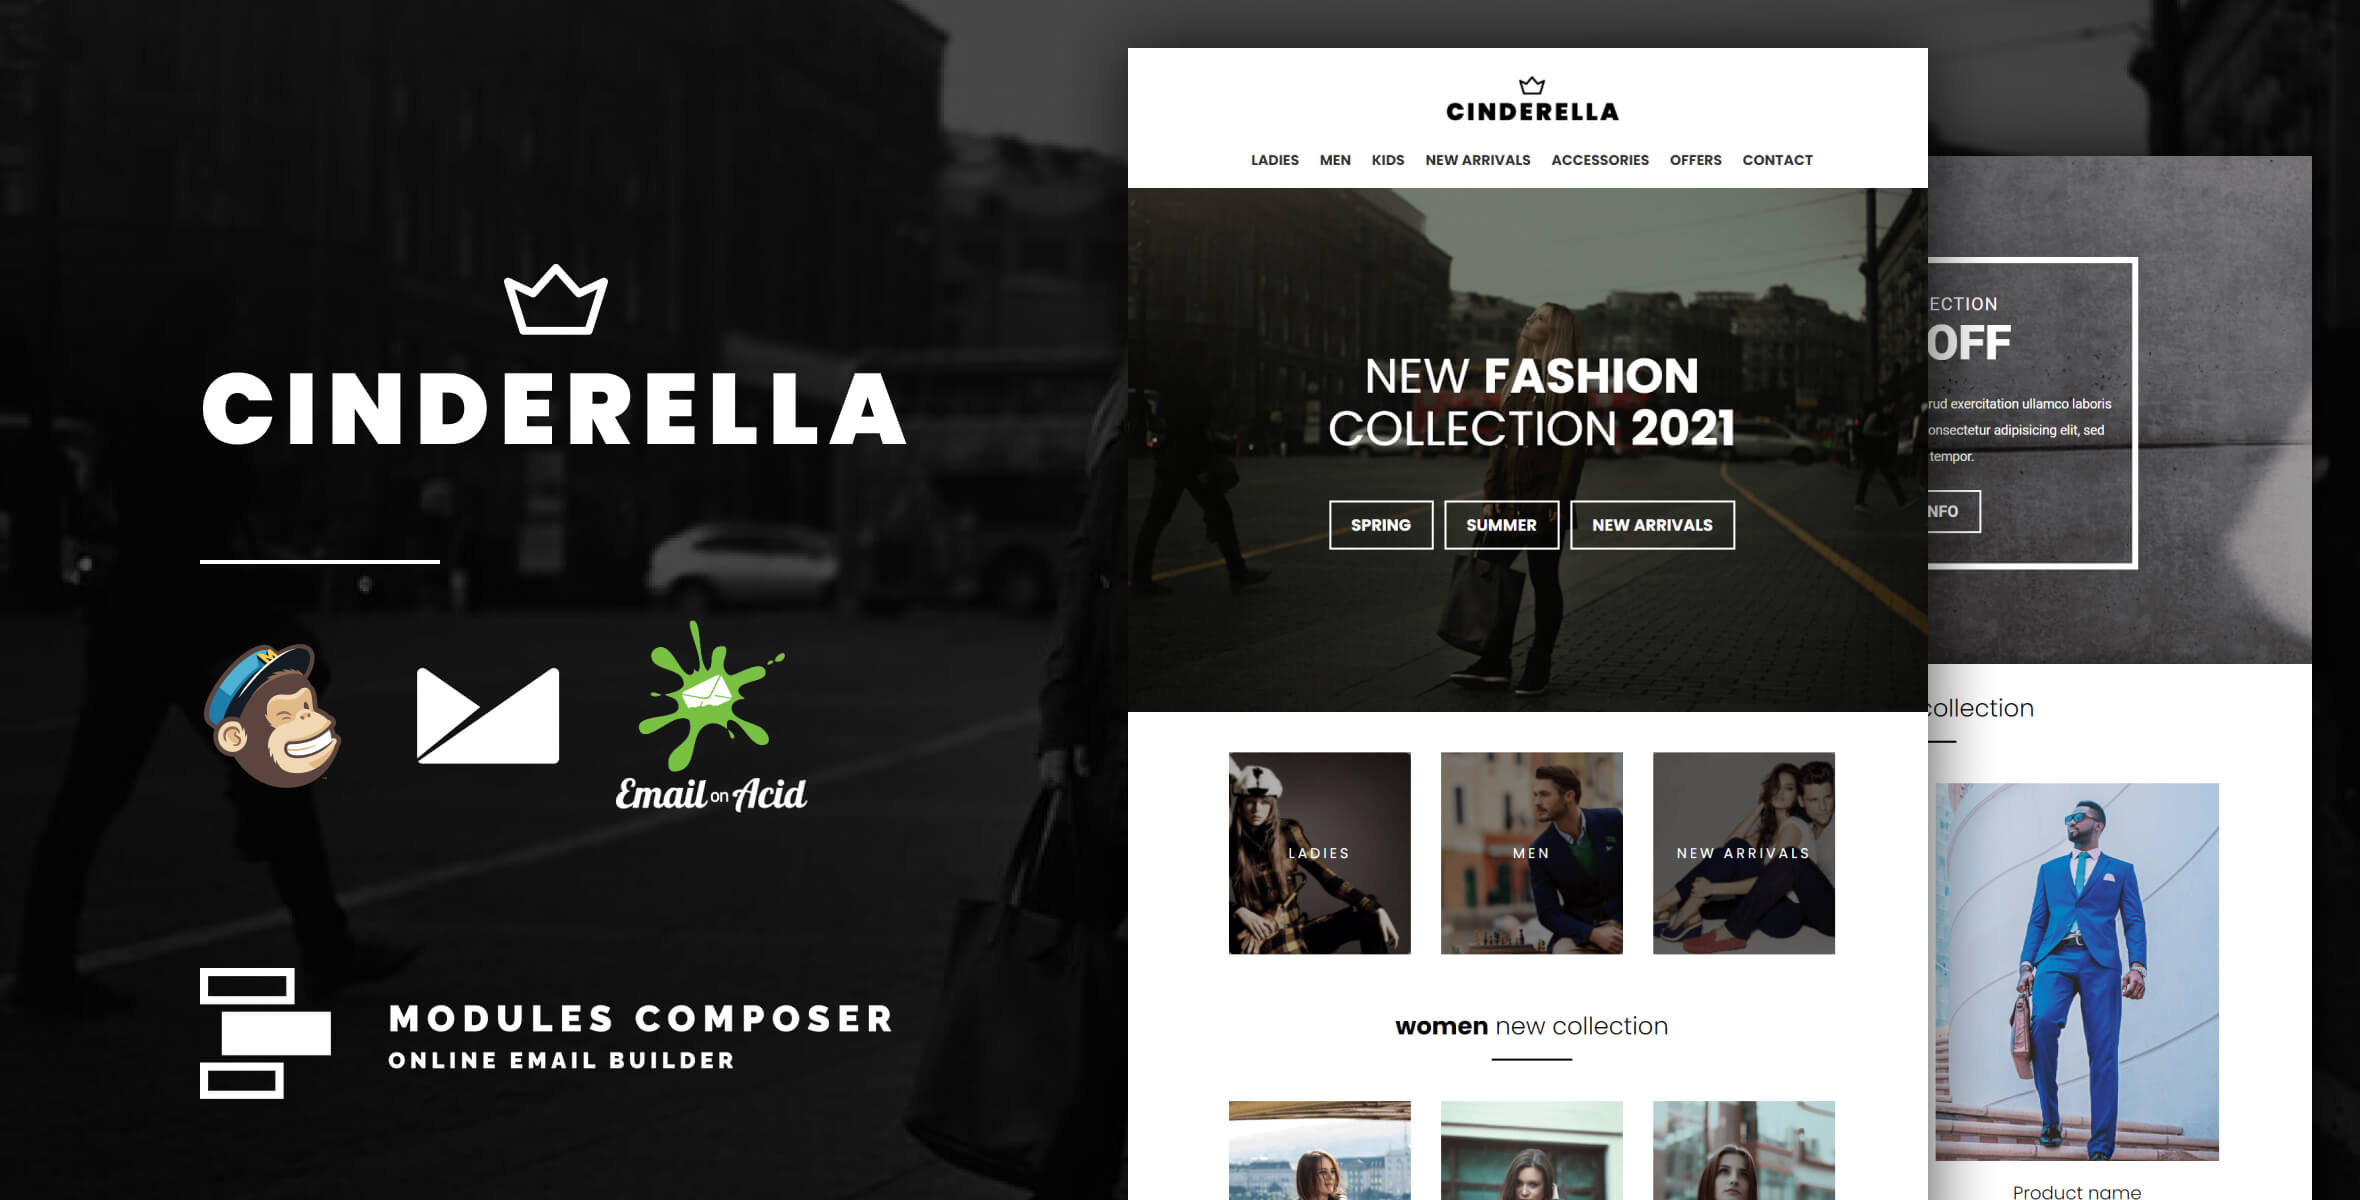 CINDERELLA
Email on Acid
MODULES COMPOSER
ONLINE EMAIL BUILDER
CINDERELLA
LADIES MEN KIDS NEW ARRIVALS ACCESSORIES OFFERS CONTACT
NEW FASHION
COLLECTION 2021
SPRING SUMMER NEW ARRIVALS
LADIES MEN NEW ARRIVALS
women new collection
ECTION
OFF
rud exercitation ullamco laboris
onsectetur adipisicing elit, sed
tempor.
NFO
collection
Product name